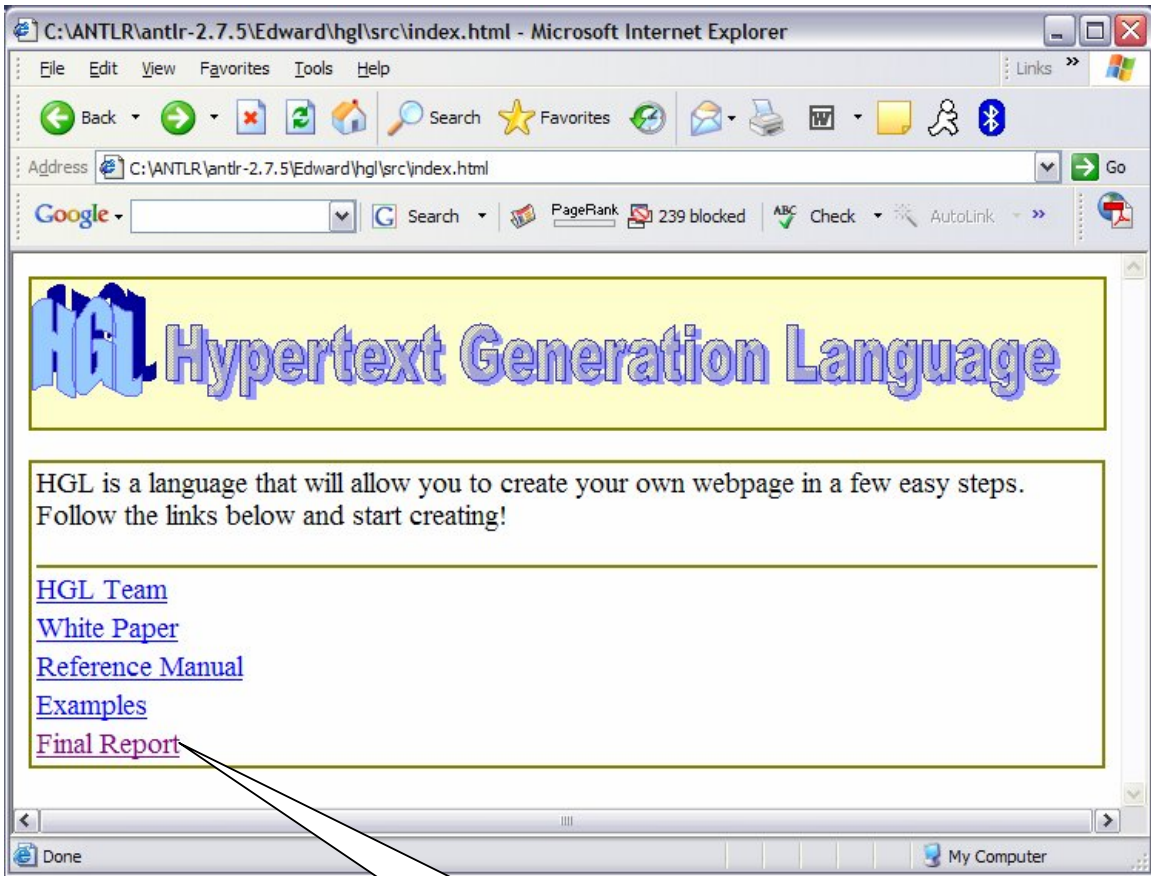 C:\ANTLR\antlr-2.7.5\Edward\hgl\src\index.html - Microsoft Internet Explorer
File Edit View Favorites Tools Help Links »
Back Search Favorites W
Address C:\ANTLR\antlr-2.7.5\Edward\hgl\src\index.html Go
Google G Search PageRank 239 blocked ABC Check AutoLink »
HGL Hypertext Generation Language
HGL is a language that will allow you to create your own webpage in a few easy steps.
Follow the links below and start creating!
HGL Team
White Paper
Reference Manual
Examples
Final Report
Done My Computer